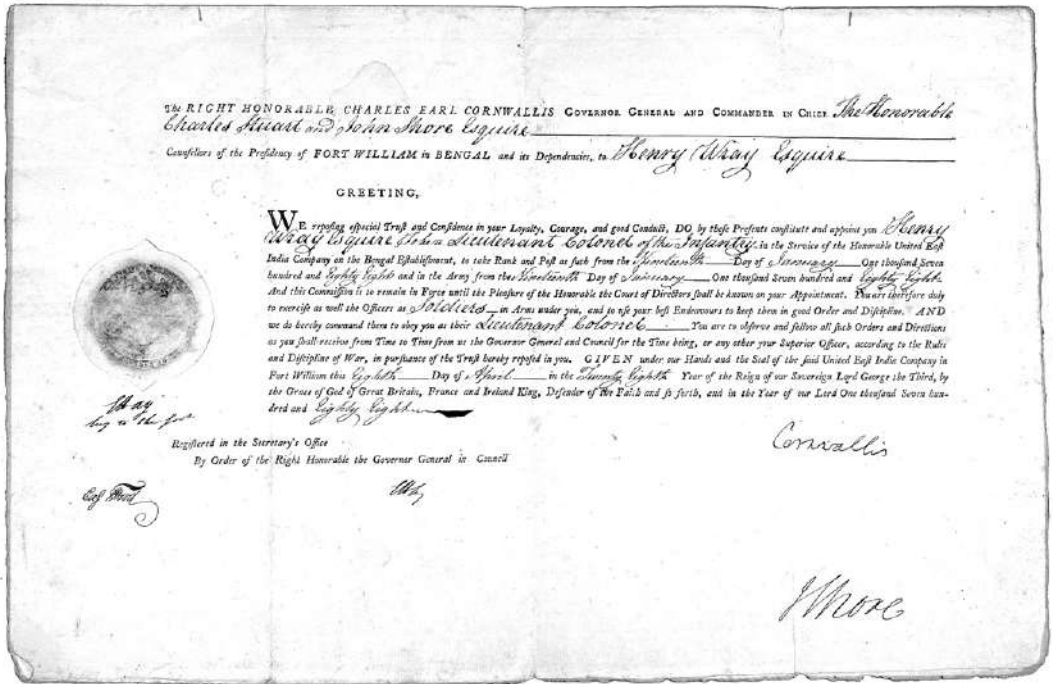 The RIGHT HONORABLE CHARLES EARL CORNWALLIS GOVERNOR GENERAL AND COMMANDER IN CHIEF The Honorable
Charles Stuart and John Shore Esquire
Counsellors of the Presidency of FORT WILLIAM in BENGAL and its Dependencies, to Henry Wray Esquire
GREETING,
WE reposing especial Trust and Confidence in your Loyalty, Courage, and good Conduct, DO by these Presents constitute and appoint you Henry
Wray Esquire to be a Lieutenant Colonel of the Infantry in the Service of the Honorable United East
India Company on the Bengal Establishment, to take Rank and Post as such from the Nineteenth Day of January One thousand Seven
hundred and Eighty Eight and in the Army from the Nineteenth Day of January One thousand Seven hundred and Eighty Eight.
And this Commission is to remain in Force until the Pleasure of the Honorable the Court of Directors shall be known on your Appointment. You are therefore duly
to exercise as well the Officers as Soldiers in Arms under you, and to use your best Endeavours to keep them in good Order and Discipline. AND
we do hereby command them to obey you as their Lieutenant Colonel You are to observe and follow all such Orders and Directions
as you shall receive from Time to Time from us the Governor General and Council for the Time being, or any other your Superior Officer, according to the Rules
and Discipline of War, in pursuance of the Trust hereby reposed in you. GIVEN under our Hands and the Seal of the said United East India Company in
Fort William this Eighth Day of April in the Twenty Eighth Year of the Reign of our Sovereign Lord George the Third, by
the Grace of God of Great Britain, France and Ireland King, Defender of the Faith and so forth, and in the Year of our Lord One thousand Seven hun-
dred and Eighty Eight
EHay
Cornwallis
Registered in the Secretary's Office
By Order of the Right Honorable the Governor General in Council
EHay
JShore